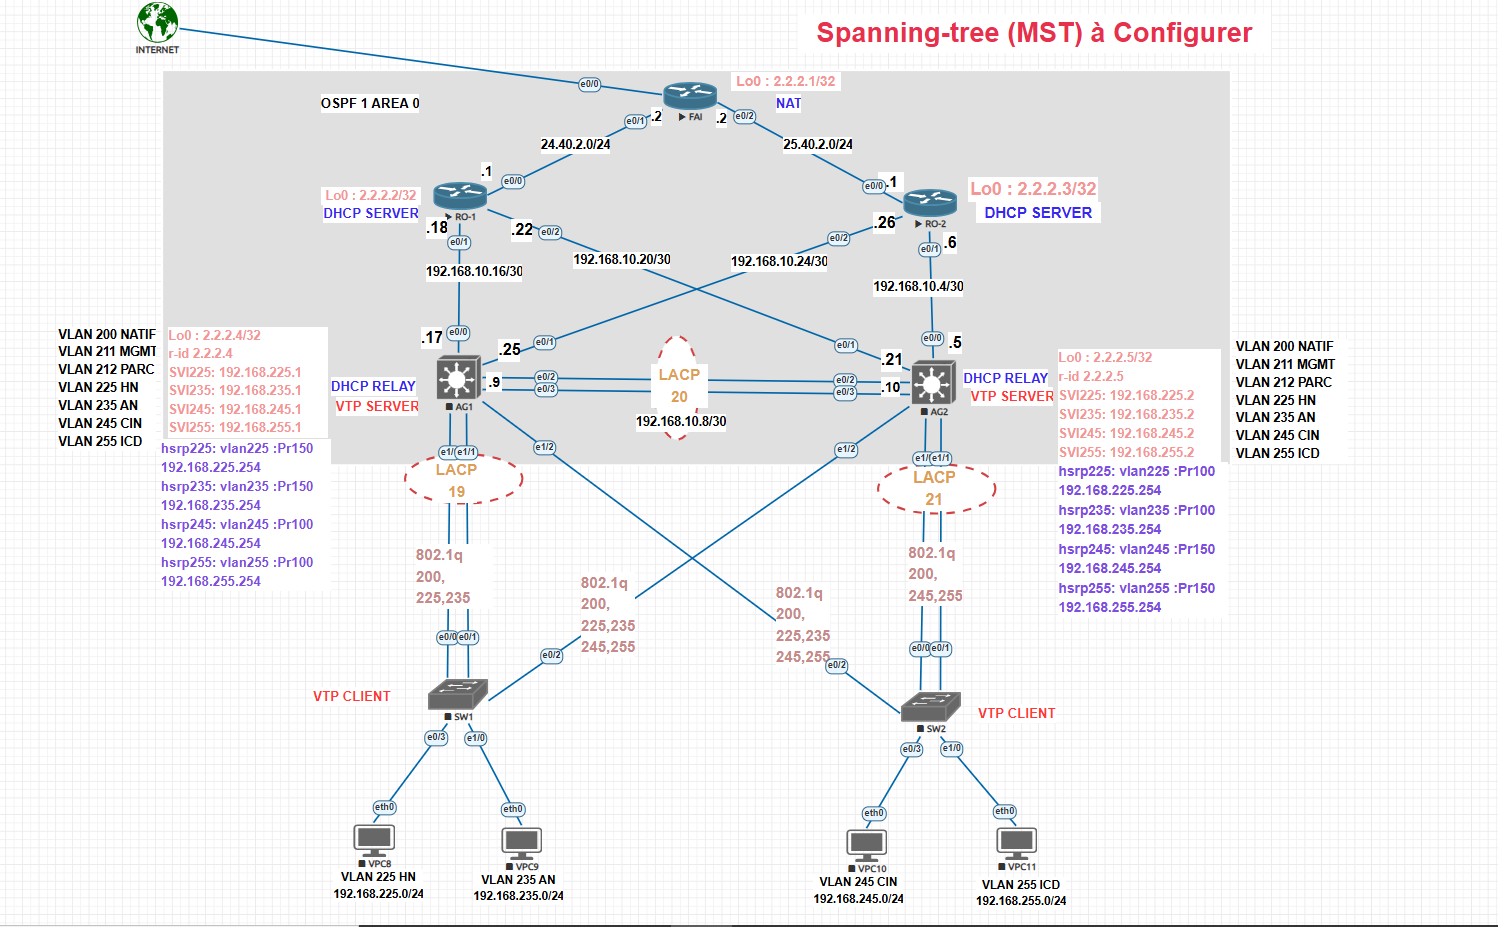 Spanning-tree (MST) à Configurer
INTERNET
e0/0
Lo0 : 2.2.2.1/32
OSPF 1 AREA 0
NAT
FAI
e0/1
.2
.2
e0/2
24.40.2.0/24
25.40.2.0/24
.1
e0/0
e0/0
.1
Lo0 : 2.2.2.2/32
DHCP SERVER
RO-1
Lo0 : 2.2.2.3/32
DHCP SERVER
RO-2
.18
e0/1
.22
e0/2
e0/2
.26
e0/1
.6
192.168.10.16/30
192.168.10.20/30
192.168.10.24/30
192.168.10.4/30
.17
e0/0
.25
e0/1
e0/1
.21
e0/0
.5
VLAN 200 NATIF
VLAN 211 MGMT
VLAN 212 PARC
VLAN 225 HN
VLAN 235 AN
VLAN 245 CIN
VLAN 255 ICD
Lo0 : 2.2.2.4/32
r-id 2.2.2.4
SVI225: 192.168.225.1
SVI235: 192.168.235.1
SVI245: 192.168.245.1
SVI255: 192.168.255.1
hsrp225: vlan225 :Pr150
192.168.225.254
hsrp235: vlan235 :Pr150
192.168.235.254
hsrp245: vlan245 :Pr100
192.168.245.254
hsrp255: vlan255 :Pr100
192.168.255.254
DHCP RELAY
VTP SERVER
AG1
.9
e0/2
e0/3
LACP
20
192.168.10.8/30
e0/2
e0/3
.10
AG2
DHCP RELAY
VTP SERVER
Lo0 : 2.2.2.5/32
r-id 2.2.2.5
SVI225: 192.168.225.2
SVI235: 192.168.235.2
SVI245: 192.168.245.2
SVI255: 192.168.255.2
hsrp225: vlan225 :Pr100
192.168.225.254
hsrp235: vlan235 :Pr100
192.168.235.254
hsrp245: vlan245 :Pr150
192.168.245.254
hsrp255: vlan255 :Pr150
192.168.255.254
VLAN 200 NATIF
VLAN 211 MGMT
VLAN 212 PARC
VLAN 225 HN
VLAN 235 AN
VLAN 245 CIN
VLAN 255 ICD
e1/1
e1/2
e1/2
e1/1
LACP
19
LACP
21
802.1q
200,
225,235
802.1q
200,
225,235
245,255
802.1q
200,
225,235
245,255
802.1q
200,
245,255
e0/0
e0/1
e0/2
e0/2
e0/0
e0/1
VTP CLIENT
SW1
VTP CLIENT
SW2
e0/3
e1/0
e0/3
e1/0
eth0
eth0
eth0
eth0
VPC8
VLAN 225 HN
192.168.225.0/24
VPC9
VLAN 235 AN
192.168.235.0/24
VPC10
VLAN 245 CIN
192.168.245.0/24
VPC11
VLAN 255 ICD
192.168.255.0/24